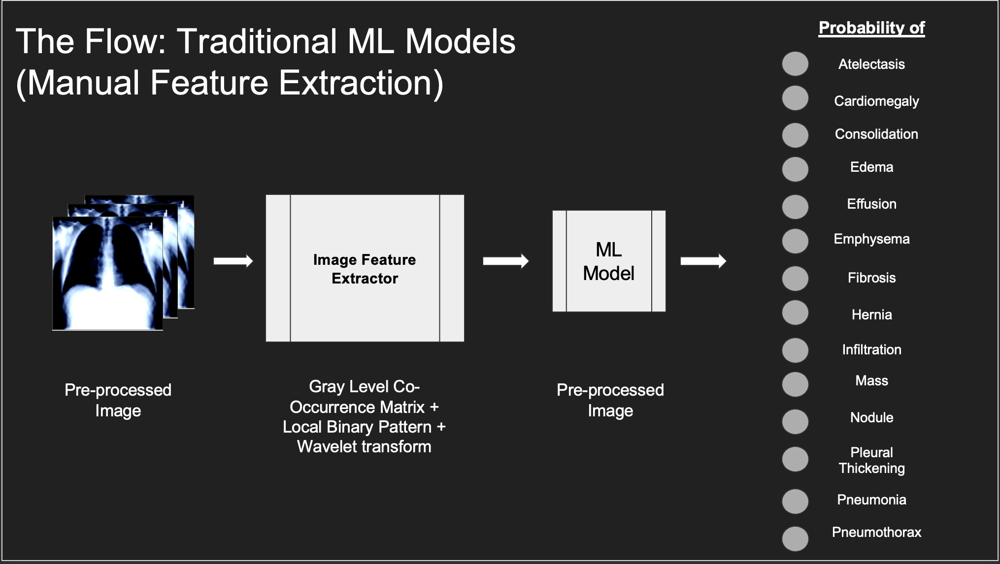 The Flow: Traditional ML Models
(Manual Feature Extraction)
Image Feature
Extractor
ML
Model
Pre-processed
Image
Gray Level Co-
Occurrence Matrix +
Local Binary Pattern +
Wavelet transform
Pre-processed
Image
Probability of
Atelectasis
Cardiomegaly
Consolidation
Edema
Effusion
Emphysema
Fibrosis
Hernia
Infiltration
Mass
Nodule
Pleural
Thickening
Pneumonia
Pneumothorax